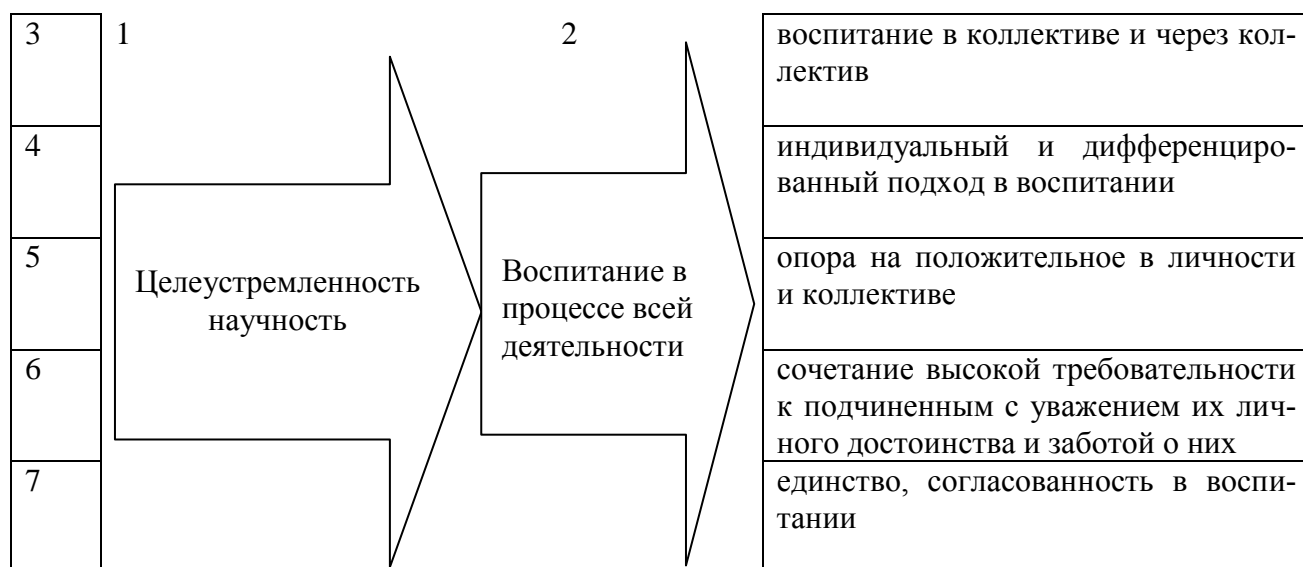 3
1
2
воспитание в коллективе и через кол-
лектив
4
индивидуальный и дифференциро-
ванный подход в воспитании
5
Целеустремленность
научность
Воспитание в
процессе всей
деятельности
опора на положительное в личности
и коллективе
6
сочетание высокой требовательности
к подчиненным с уважением их лич-
ного достоинства и заботой о них
7
единство, согласованность в воспи-
тании